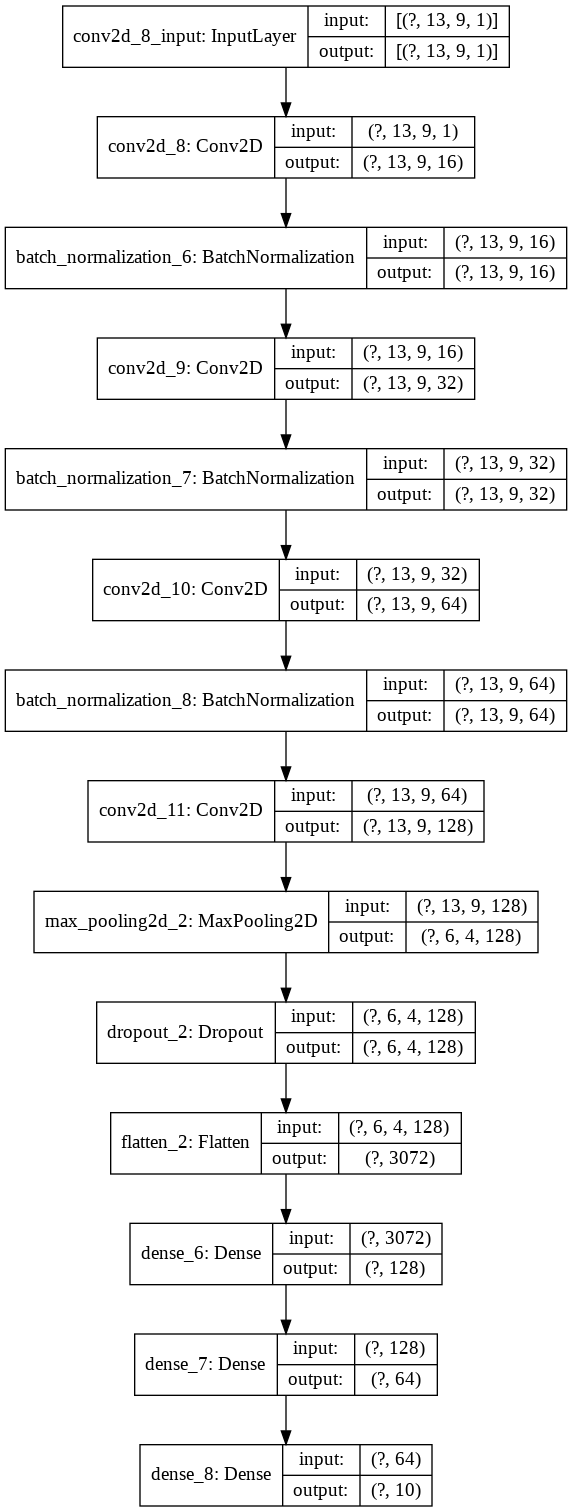 conv2d_8_input: InputLayer
input: [(?, 13, 9, 1)]
output: [(?, 13, 9, 1)]
conv2d_8: Conv2D
input: (?, 13, 9, 1)
output: (?, 13, 9, 16)
batch_normalization_6: BatchNormalization
input: (?, 13, 9, 16)
output: (?, 13, 9, 16)
conv2d_9: Conv2D
input: (?, 13, 9, 16)
output: (?, 13, 9, 32)
batch_normalization_7: BatchNormalization
input: (?, 13, 9, 32)
output: (?, 13, 9, 32)
conv2d_10: Conv2D
input: (?, 13, 9, 32)
output: (?, 13, 9, 64)
batch_normalization_8: BatchNormalization
input: (?, 13, 9, 64)
output: (?, 13, 9, 64)
conv2d_11: Conv2D
input: (?, 13, 9, 64)
output: (?, 13, 9, 128)
max_pooling2d_2: MaxPooling2D
input: (?, 13, 9, 128)
output: (?, 6, 4, 128)
dropout_2: Dropout
input: (?, 6, 4, 128)
output: (?, 6, 4, 128)
flatten_2: Flatten
input: (?, 6, 4, 128)
output: (?, 3072)
dense_6: Dense
input: (?, 3072)
output: (?, 128)
dense_7: Dense
input: (?, 128)
output: (?, 64)
dense_8: Dense
input: (?, 64)
output: (?, 10)